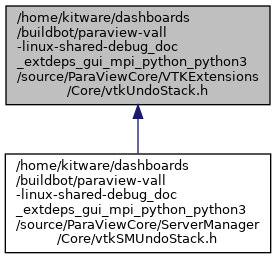 /home/kitware/dashboards
/buildbot/paraview-vall
-linux-shared-debug_doc
_extdeps_gui_mpi_python_python3
/source/ParaViewCore/VTKExtensions
/Core/vtkUndoStack.h
/home/kitware/dashboards
/buildbot/paraview-vall
-linux-shared-debug_doc
_extdeps_gui_mpi_python_python3
/source/ParaViewCore/ServerManager
/Core/vtkSMUndoStack.h